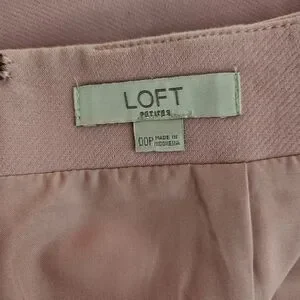 LOFT
PETITES
00P
MADE IN
INDONESIA